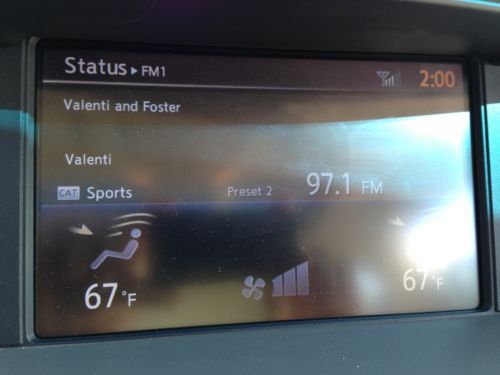 Status ▸ FM1
2:00
Valenti and Foster
Valenti
CAT Sports
Preset 2
97.1 FM
67°F
67°F